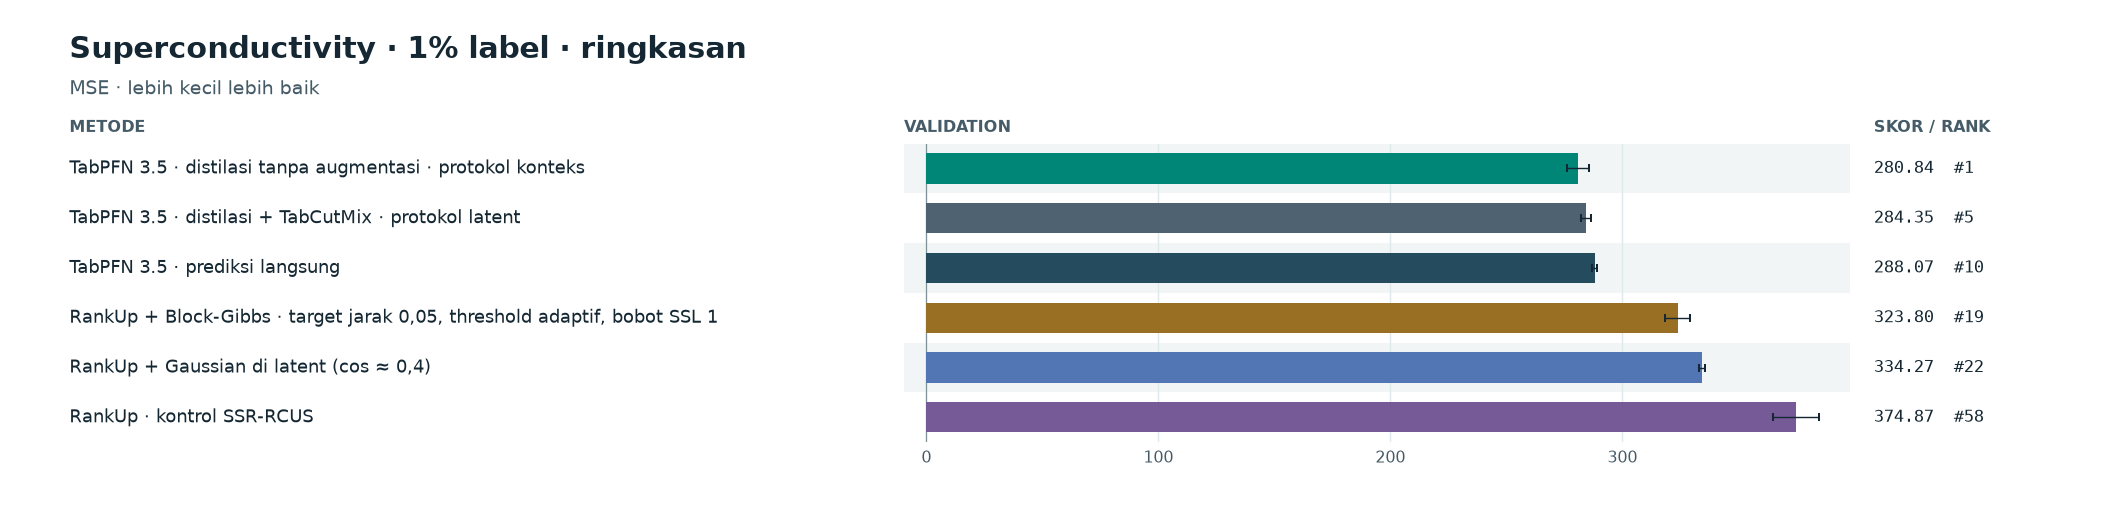 Superconductivity · 1% label · ringkasan
MSE · lebih kecil lebih baik
METODE VALIDATION SKOR / RANK
TabPFN 3.5 · distilasi tanpa augmentasi · protokol konteks 280.84 #1
TabPFN 3.5 · distilasi + TabCutMix · protokol latent 284.35 #5
TabPFN 3.5 · prediksi langsung 288.07 #10
RankUp + Block-Gibbs · target jarak 0,05, threshold adaptif, bobot SSL 1 323.80 #19
RankUp + Gaussian di latent (cos ≈ 0,4) 334.27 #22
RankUp · kontrol SSR-RCUS 374.87 #58
0 100 200 300